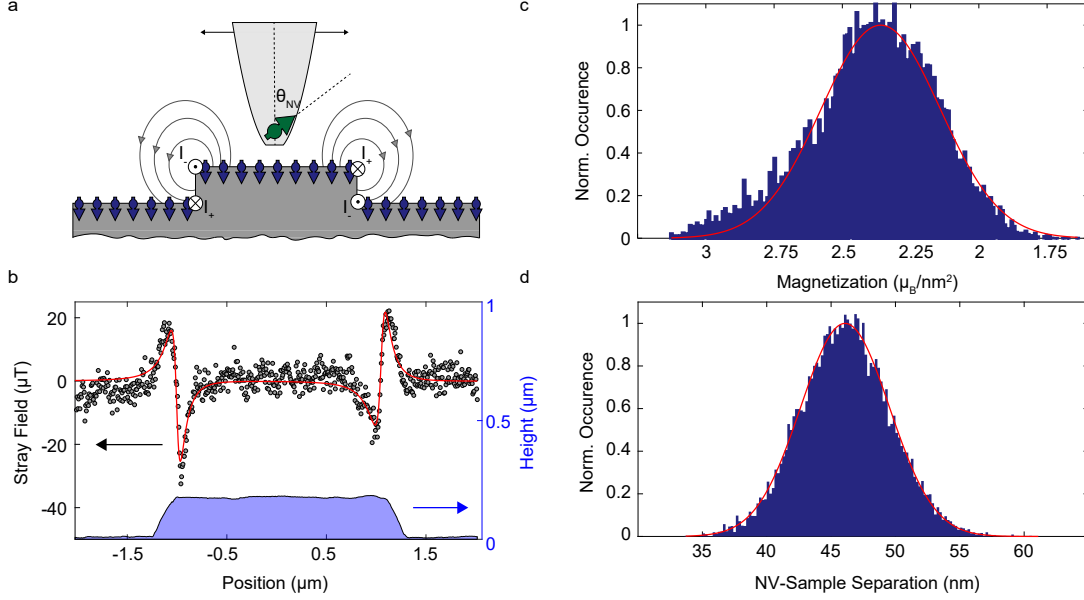 a
θNV
I-
I+
I+
I-
b
20
0
-20
-40
Stray Field (µT)
1
0.5
0
Height (µm)
-1.5
-0.5
0.5
1.5
Position (µm)
c
1
0.8
0.6
0.4
0.2
0
Norm. Occurence
3
2.75
2.5
2.25
2
1.75
Magnetization (µB/nm²)
d
1
0.8
0.6
0.4
0.2
0
Norm. Occurence
35
40
45
50
55
60
NV-Sample Separation (nm)